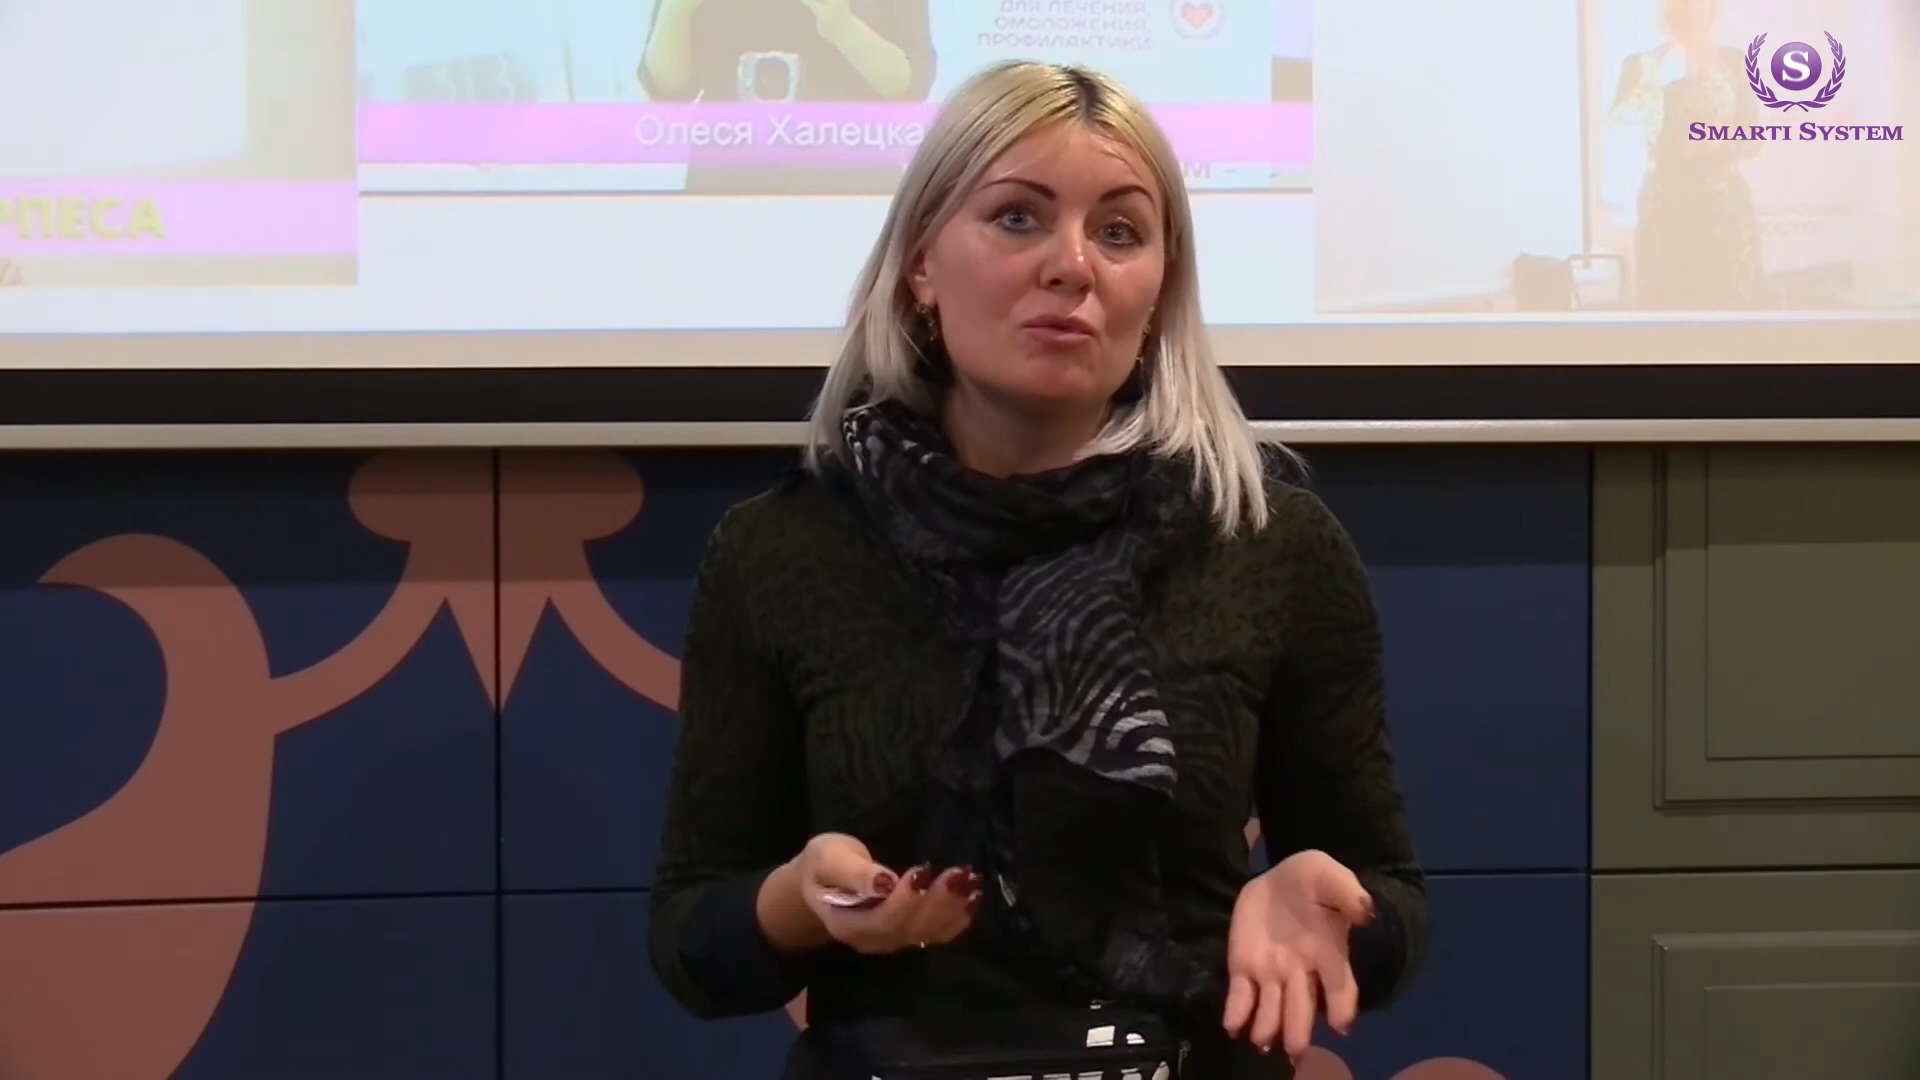 ДЛЯ ЛЕЧЕНИЯ,
ОМОЛОЖЕНИЯ,
ПРОФИЛАКТИКИ
S
SMARTI SYSTEM
Олеся Халецка
РПЕСА